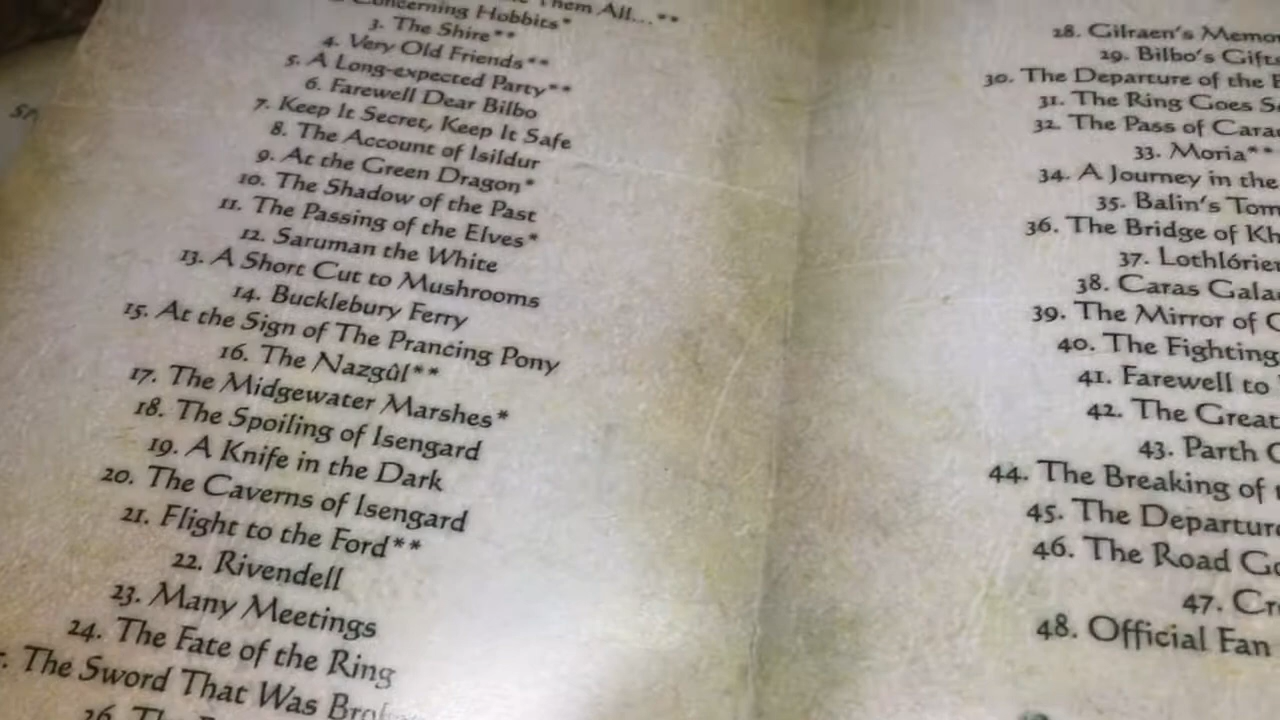 Them All...**
Concerning Hobbits*
3. The Shire**
4. Very Old Friends**
5. A Long-expected Party**
6. Farewell Dear Bilbo
7. Keep It Secret, Keep It Safe
8. The Account of Isildur
9. At the Green Dragon*
10. The Shadow of the Past
11. The Passing of the Elves*
12. Saruman the White
13. A Short Cut to Mushrooms
14. Bucklebury Ferry
15. At the Sign of The Prancing Pony
16. The Nazgûl**
17. The Midgewater Marshes*
18. The Spoiling of Isengard
19. A Knife in the Dark
20. The Caverns of Isengard
21. Flight to the Ford**
22. Rivendell
23. Many Meetings
24. The Fate of the Ring
The Sword That Was
26.
28. Gilraen's
29. Bilbo's Gifts
30. The Departure of the
31. The Ring Goes
32. The Pass of
33. Moria**
34. A Journey in the
35. Balin's
36. The Bridge of
37.
38. Caras
39. The Mirror of
40. The Fighting
41. Farewell to
42. The Great
43. Parth
44. The Breaking of
45. The
46. The Road
47.
48. Official Fan